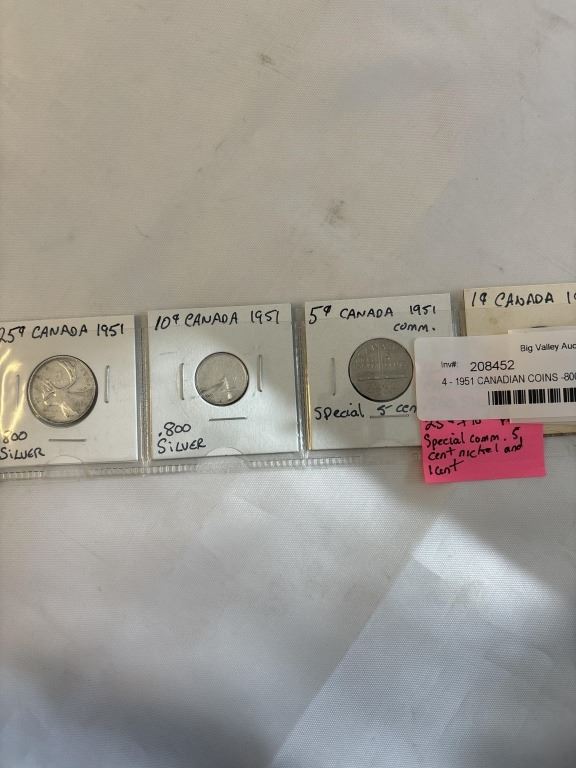 25¢ CANADA 1951
.800
SILVER
10¢ CANADA 1951
.800
SILVER
5¢ CANADA 1951
comm.
Special 5 cen
1¢ CANADA 19
Big Valley Auc
Inv#: 208452
4 - 1951 CANADIAN COINS -800
Special comm. 5
cent nickel and
1 cent